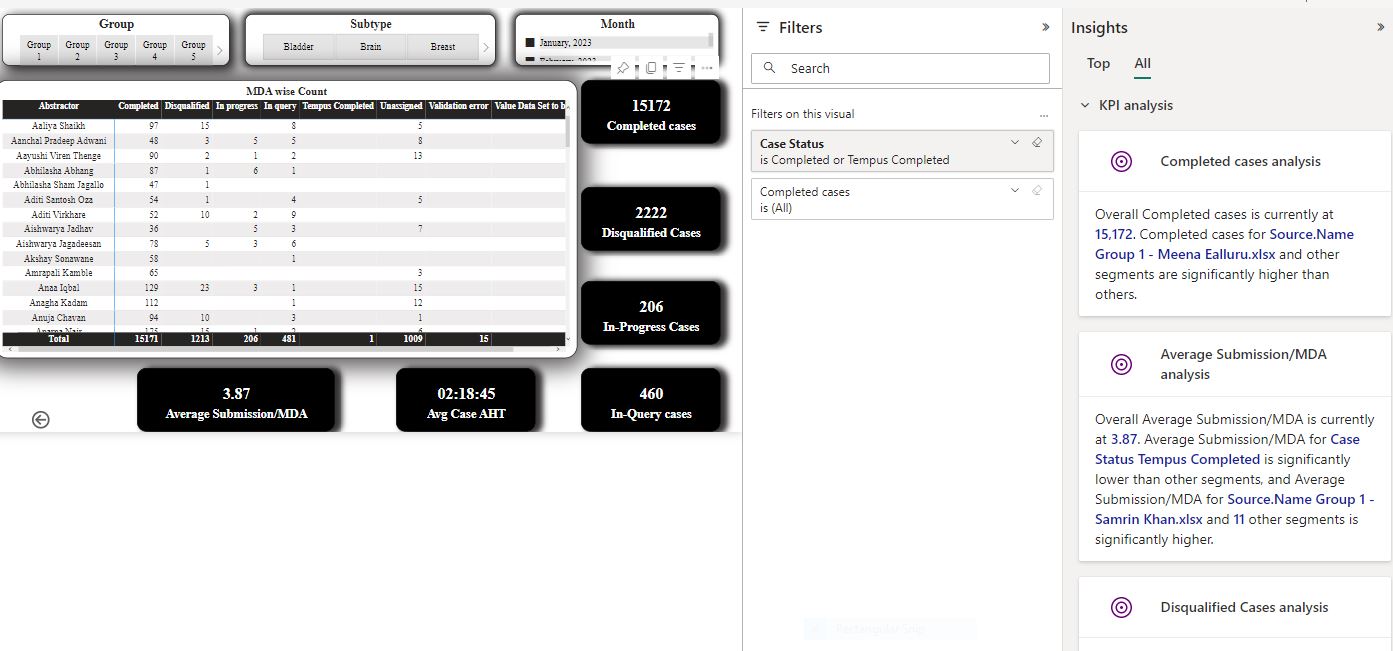 Group
Group 1
Group 2
Group 3
Group 4
Group 5
Subtype
Bladder
Brain
Breast
Month
January, 2023
February, 2023
MDA wise Count
Abstractor Completed Disqualified In progress In query Tempus Completed Unassigned Validation error Value Data Set to b
Aaliya Shaikh 97 15 8 5
Aanchal Pradeep Adwani 48 3 5 5 8
Aayushi Viren Thenge 90 2 1 2 13
Abhilasha Abhang 87 1 6 1
Abhilasha Sham Jagallo 47 1
Aditi Santosh Oza 54 1 4 5
Aditi Virkhare 52 10 2 9
Aishwarya Jadhav 36 5 3 7
Aishwarya Jagadeesan 78 5 3 6
Akshay Sonawane 58 1
Amrapali Kamble 65 3
Anaa Iqbal 129 23 3 1 15
Anagha Kadam 112 1 12
Anuja Chavan 94 10 3 1
Total 15171 1213 206 481 1 1009 15
15172
Completed cases
2222
Disqualified Cases
206
In-Progress Cases
3.87
Average Submission/MDA
02:18:45
Avg Case AHT
460
In-Query cases
Filters
Search
Filters on this visual
...
Case Status
is Completed or Tempus Completed
Completed cases
is (All)
Rectangular Snip
Insights
Top All
KPI analysis
Completed cases analysis
Overall Completed cases is currently at
15,172. Completed cases for Source.Name
Group 1 - Meena Ealluru.xlsx and other
segments are significantly higher than
others.
Average Submission/MDA
analysis
Overall Average Submission/MDA is currently
at 3.87. Average Submission/MDA for Case
Status Tempus Completed is significantly
lower than other segments, and Average
Submission/MDA for Source.Name Group 1 -
Samrin Khan.xlsx and 11 other segments is
significantly higher.
Disqualified Cases analysis